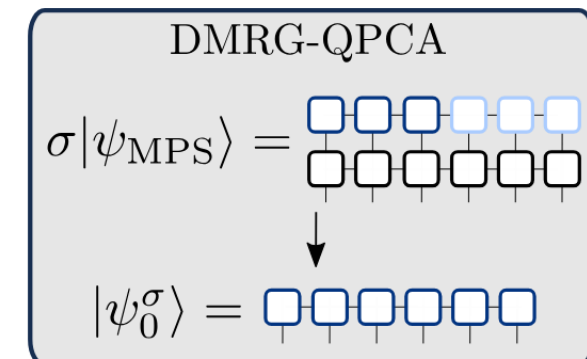 DMRG-QPCA
σ|ψ_MPS⟩ =
|ψ_0^σ⟩ =